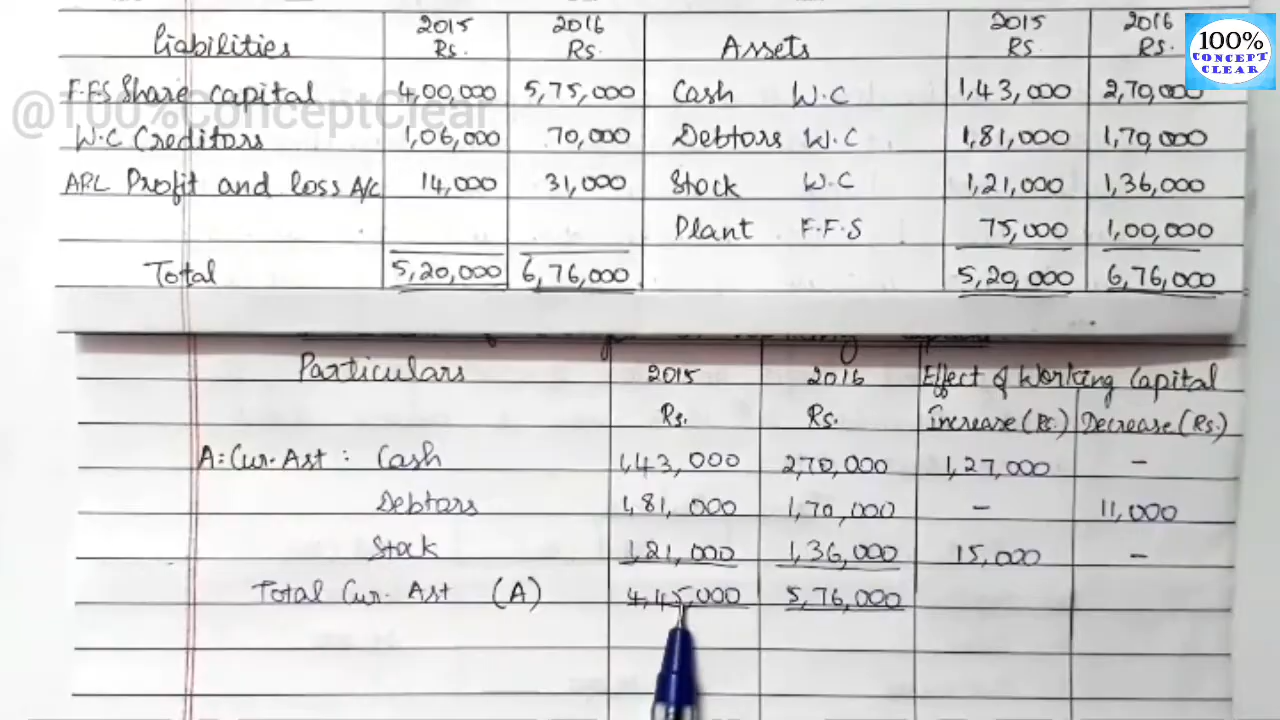 2015 2016 2015 2016
Liabilities Rs. Rs. Assets Rs. Rs.
F.F.S Share capital 4,00,000 5,75,000 Cash W.C 1,43,000 2,70,000
W.C Creditors 1,06,000 70,000 Debtors W.C 1,81,000 1,70,000
APL Profit and loss A/C 14,000 31,000 Stock W.C 1,21,000 1,36,000
Plant F.F.S 75,000 1,00,000
Total 5,20,000 6,76,000 5,20,000 6,76,000
100%
CONCEPT
CLEAR
@100%ConceptClear
Particulars 2015 2016 Effect of Working Capital
Rs. Rs. Increase (Rs.) Decrease (Rs.)
A: Cur. Ast : Cash 1,43,000 2,70,000 1,27,000 -
Debtors 1,81,000 1,70,000 - 11,000
Stock 1,21,000 1,36,000 15,000 -
Total Cur. Ast (A) 4,45,000 5,76,000